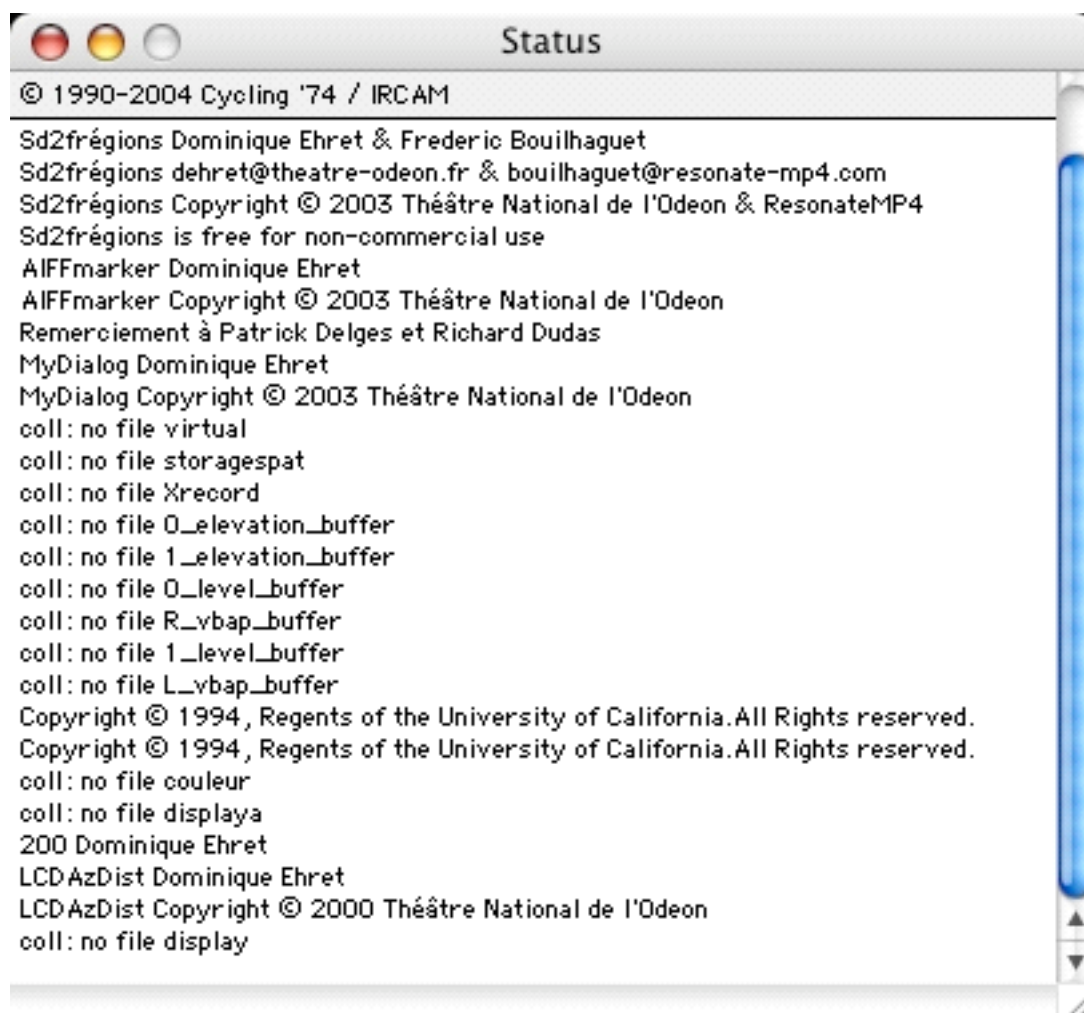 Status
© 1990-2004 Cycling '74 / IRCAM
Sd2frégions Dominique Ehret & Frederic Bouilhaguet
Sd2frégions dehret@theatre-odeon.fr & bouilhaguet@resonate-mp4.com
Sd2frégions Copyright © 2003 Théâtre National de l'Odeon & ResonateMP4
Sd2frégions is free for non-commercial use
AIFFmarker Dominique Ehret
AIFFmarker Copyright © 2003 Théâtre National de l'Odeon
Remerciement à Patrick Delges et Richard Dudas
MyDialog Dominique Ehret
MyDialog Copyright © 2003 Théâtre National de l'Odeon
coll: no file virtual
coll: no file storagespat
coll: no file Xrecord
coll: no file 0_elevation_buffer
coll: no file 1_elevation_buffer
coll: no file 0_level_buffer
coll: no file R_vbap_buffer
coll: no file 1_level_buffer
coll: no file L_vbap_buffer
Copyright © 1994, Regents of the University of California.All Rights reserved.
Copyright © 1994, Regents of the University of California.All Rights reserved.
coll: no file couleur
coll: no file displaya
200 Dominique Ehret
LCDAzDist Dominique Ehret
LCDAzDist Copyright © 2000 Théâtre National de l'Odeon
coll: no file display